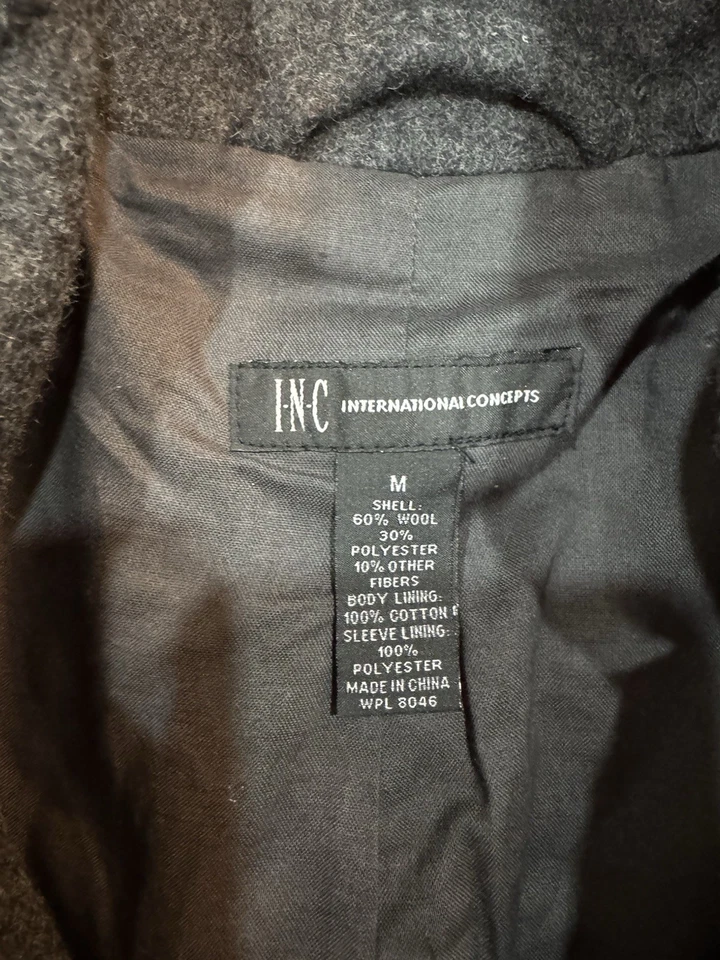 I·N·C INTERNATIONAL CONCEPTS
M
SHELL:
60% WOOL
30%
POLYESTER
10% OTHER
FIBERS
BODY LINING:
100% COTTON
SLEEVE LINING:
100%
POLYESTER
MADE IN CHINA
WPL 8046